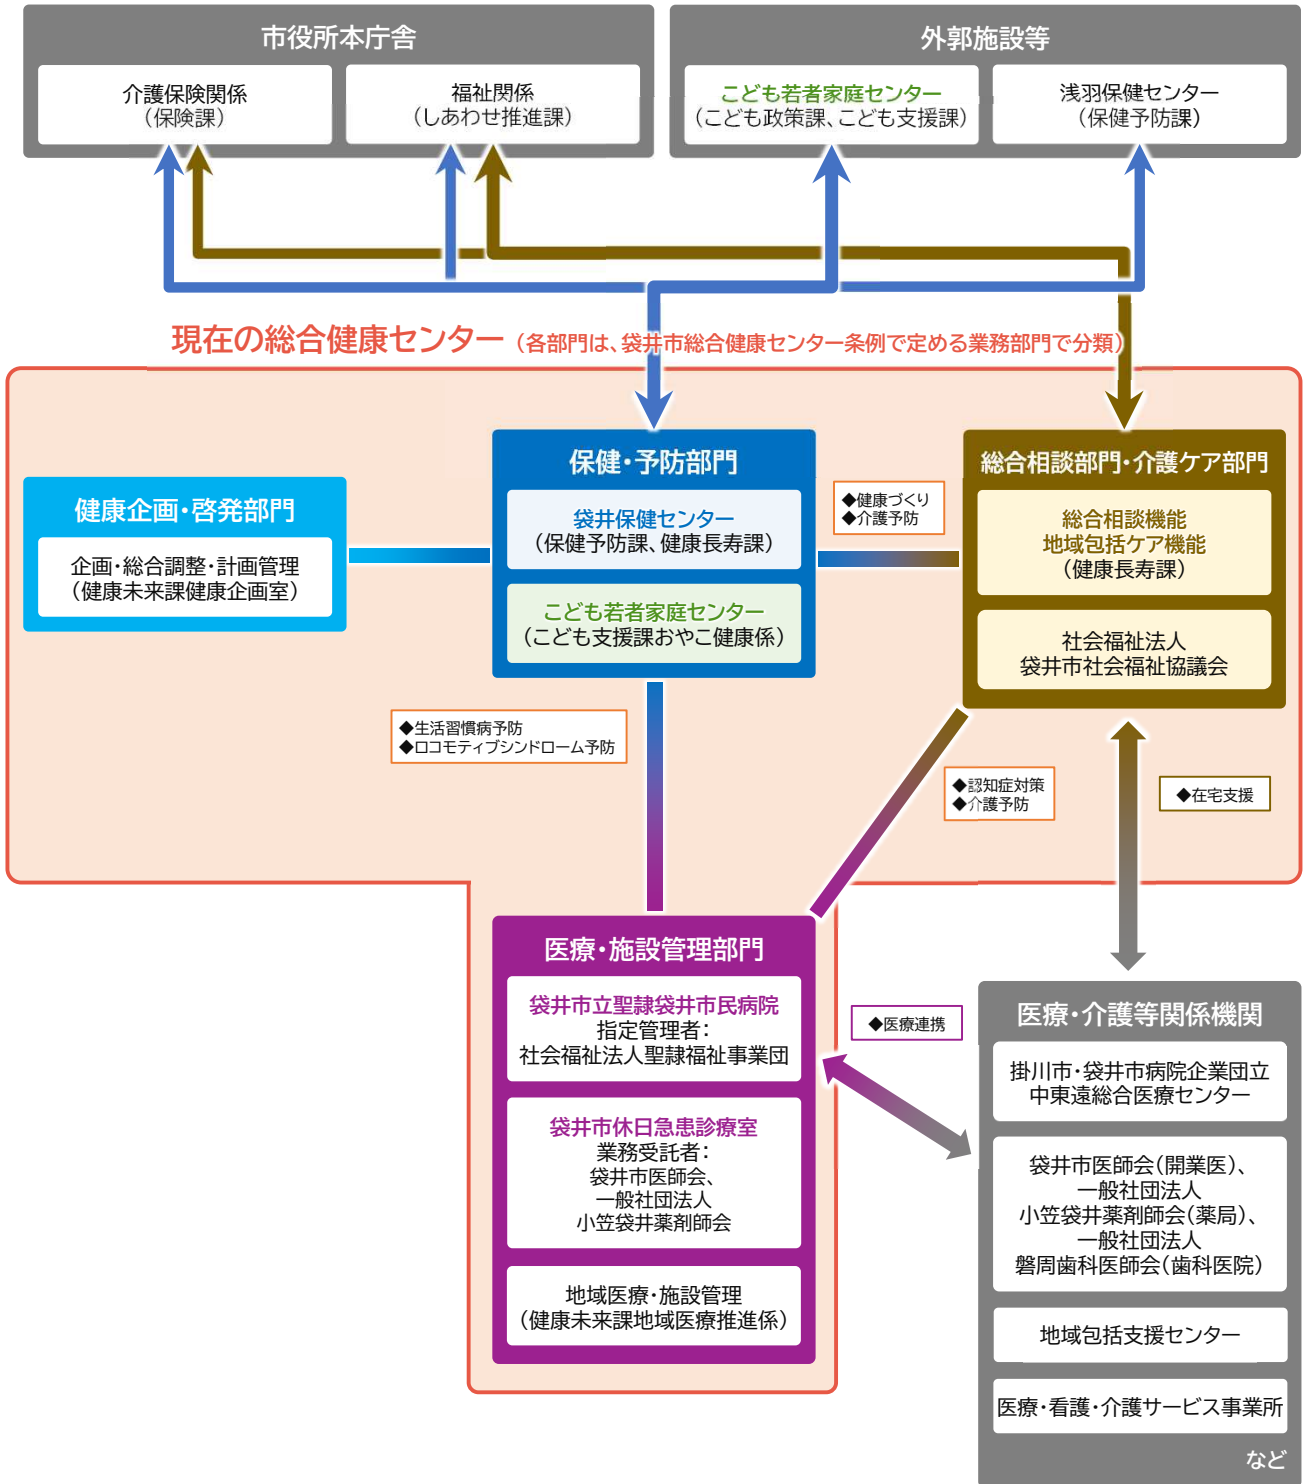 市役所本庁舎
介護保険関係
（保険課）
福祉関係
（しあわせ推進課）
外郭施設等
こども若者家庭センター
（こども政策課、こども支援課）
浅羽保健センター
（保健予防課）
現在の総合健康センター（各部門は、袋井市総合健康センター条例で定める業務部門で分類）
健康企画・啓発部門
企画・総合調整・計画管理
（健康未来課健康企画室）
保健・予防部門
袋井保健センター
（保健予防課、健康長寿課）
こども若者家庭センター
（こども支援課おやこ健康係）
◆健康づくり
◆介護予防
総合相談部門・介護ケア部門
総合相談機能
地域包括ケア機能
（健康長寿課）
社会福祉法人
袋井市社会福祉協議会
◆生活習慣病予防
◆ロコモティブシンドローム予防
◆認知症対策
◆介護予防
◆在宅支援
医療・施設管理部門
袋井市立聖隷袋井市民病院
指定管理者：
社会福祉法人聖隷福祉事業団
袋井市休日急患診療室
業務受託者：
袋井市医師会、
一般社団法人
小笠袋井薬剤師会
地域医療・施設管理
（健康未来課地域医療推進係）
◆医療連携
医療・介護等関係機関
掛川市・袋井市病院企業団立
中東遠総合医療センター
袋井市医師会（開業医）、
一般社団法人
小笠袋井薬剤師会（薬局）、
一般社団法人
磐周歯科医師会（歯科医院）
地域包括支援センター
医療・看護・介護サービス事業所
など